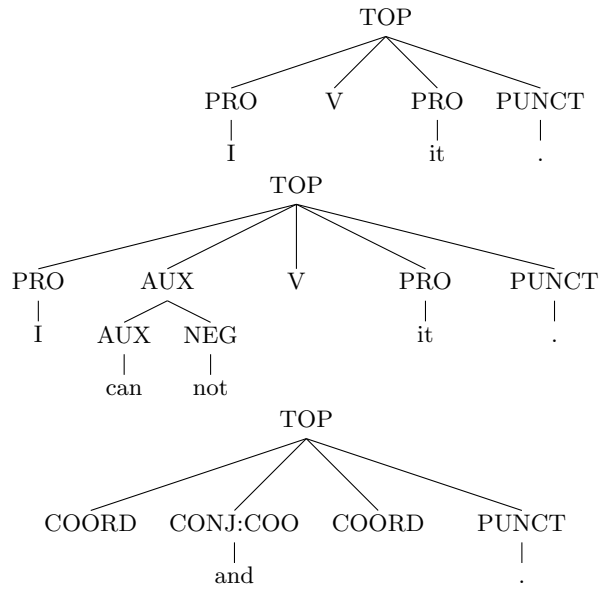 TOP
PRO V PRO PUNCT
I it .
TOP
PRO AUX V PRO PUNCT
I AUX NEG it .
can not
TOP
COORD CONJ:COO COORD PUNCT
and .